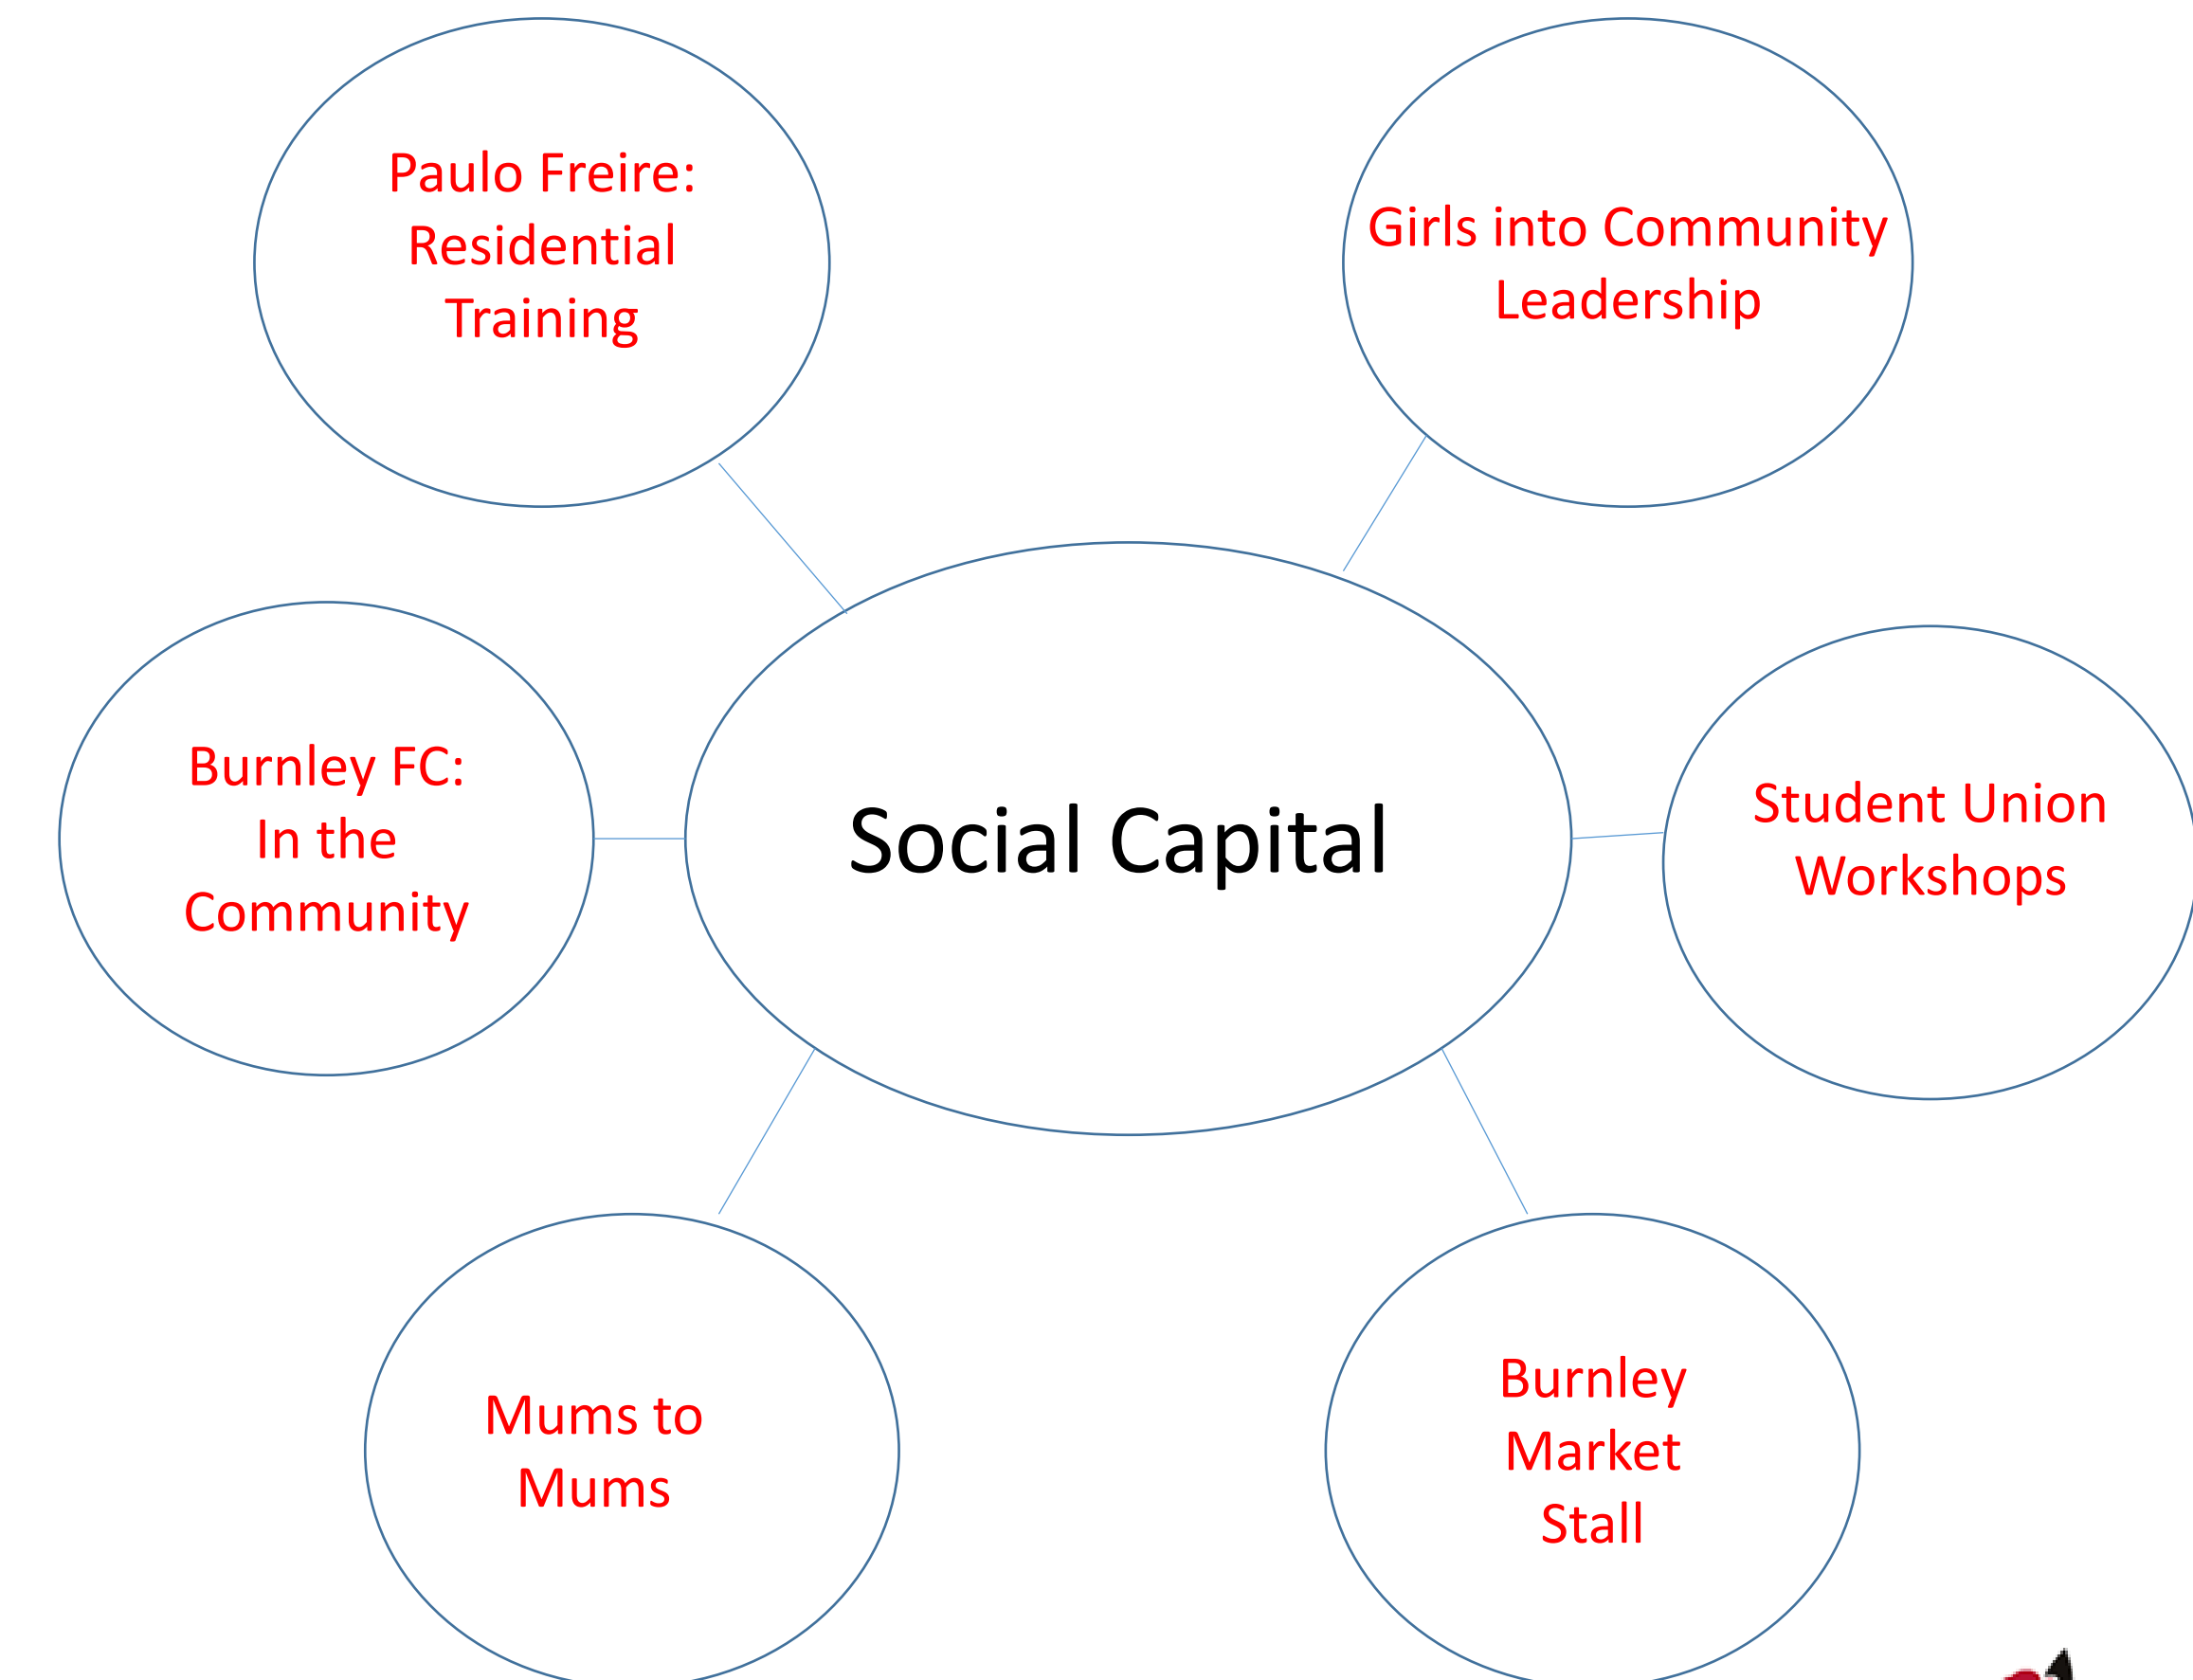 Paulo Freire:
Residential
Training
Girls into Community
Leadership
Burnley FC:
In the
Community
Social Capital
Student Union
Workshops
Mums to
Mums
Burnley
Market
Stall